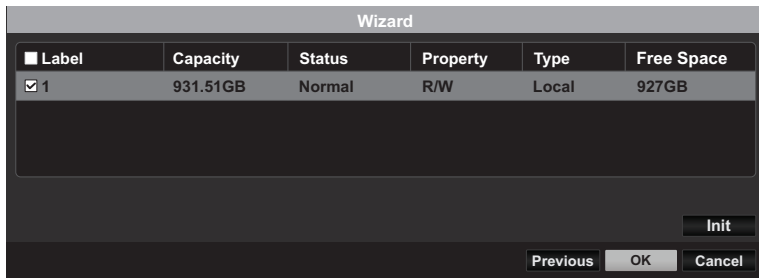 Wizard
Label Capacity Status Property Type Free Space
1 931.51GB Normal R/W Local 927GB
Init
Previous OK Cancel